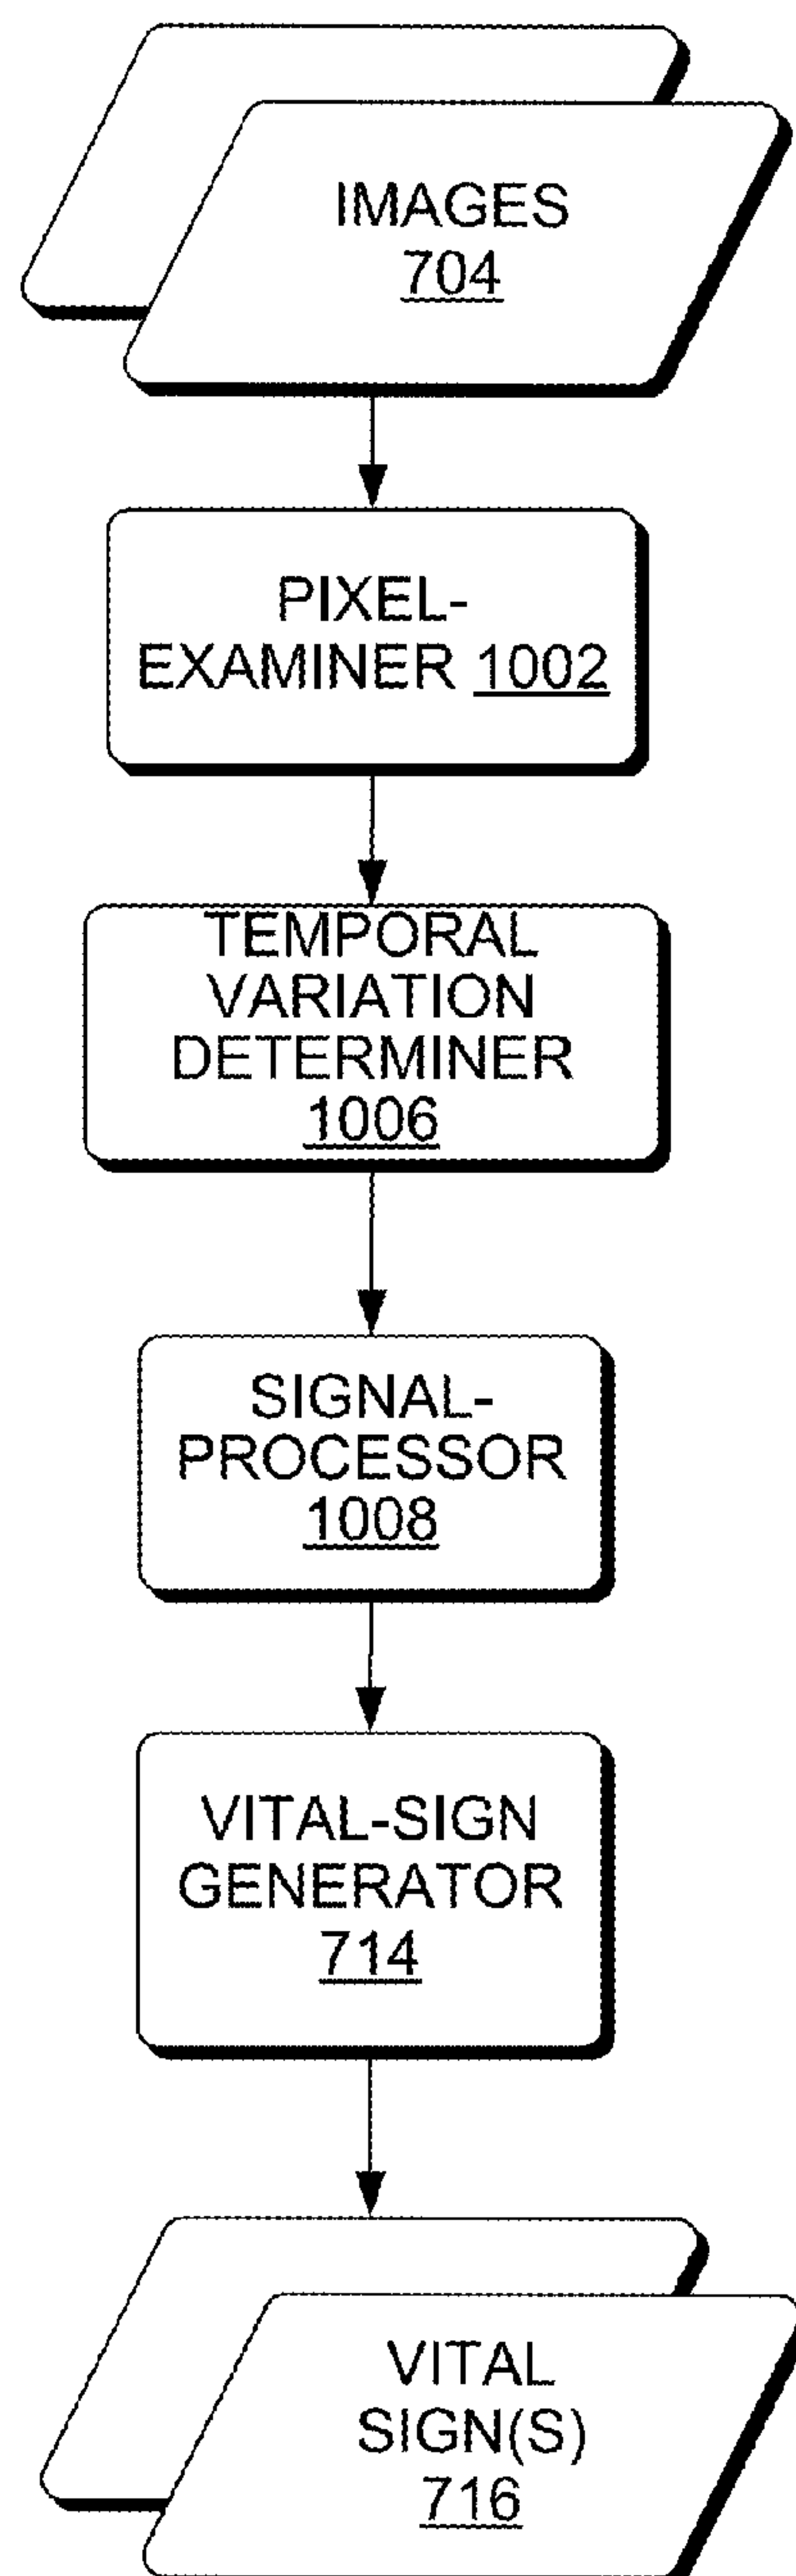 IMAGES
704
PIXEL-
EXAMINER 1002
TEMPORAL
VARIATION
DETERMINER
1006
SIGNAL-
PROCESSOR
1008
VITAL-SIGN
GENERATOR
714
VITAL
SIGN(S)
716